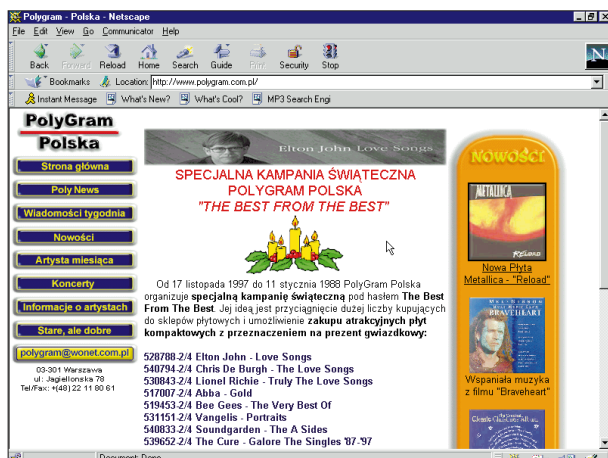 Polygram - Polska - Netscape
File Edit View Go Communicator Help
Back Forward Reload Home Search Guide Print Security Stop
N
Bookmarks Location: http://www.polygram.com.pl/
Instant Message What's New? What's Cool? MP3 Search Engi
PolyGram
Polska
Strona główna
Poly News
Wiadomości tygodnia
Nowości
Artysta miesiąca
Koncerty
Informacje o artystach
Stare, ale dobre
polygram@wonet.com.pl
03-301 Warszawa
ul: Jagiellonska 78
Tel/Fax: +(48) 22 11 80 61
Elton John Love Songs
SPECJALNA KAMPANIA ŚWIĄTECZNA
POLYGRAM POLSKA
"THE BEST FROM THE BEST"
Od 17 listopada 1997 do 11 stycznia 1988 PolyGram Polska
organizuje specjalną kampanię świąteczną pod hasłem The Best
From The Best. Jej ideą jest przyciągnięcie dużej liczby kupujących
do sklepów płytowych i umożliwienie zakupu atrakcyjnych płyt
kompaktowych z przeznaczeniem na prezent gwiazdkowy:
528788-2/4 Elton John - Love Songs
540794-2/4 Chris De Burgh - The Love Songs
530843-2/4 Lionel Richie - Truly The Love Songs
517007-2/4 Abba - Gold
519453-2/4 Bee Gees - The Very Best Of
531151-2/4 Vangelis - Portraits
540833-2/4 Soundgarden - The A Sides
539652-2/4 The Cure - Galore The Singles '87-'97
NOWOŚCI
METALLICA
RELOAD
Nowa Płyta
Metallica - "Reload"
MEL GIBSON
BRAVEHEART
Wspaniała muzyka
z filmu "Braveheart"
Document: Done